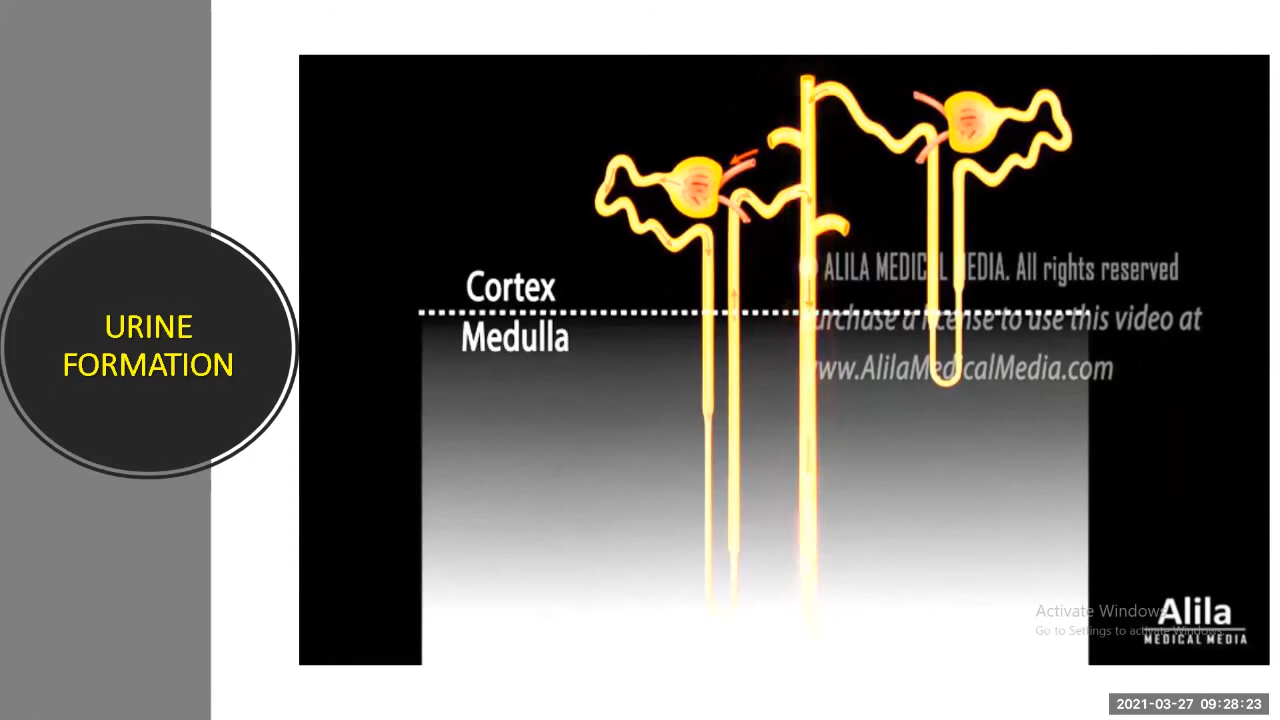 URINE
FORMATION
Cortex
Medulla
ALILA MEDICAL MEDIA. All rights reserved
urchase a license to use this video at
www.AlilaMedicalMedia.com
Activate Windows
Go to Settings to activate Windows.
Alila
MEDICAL MEDIA
2021-03-27 09:28:23